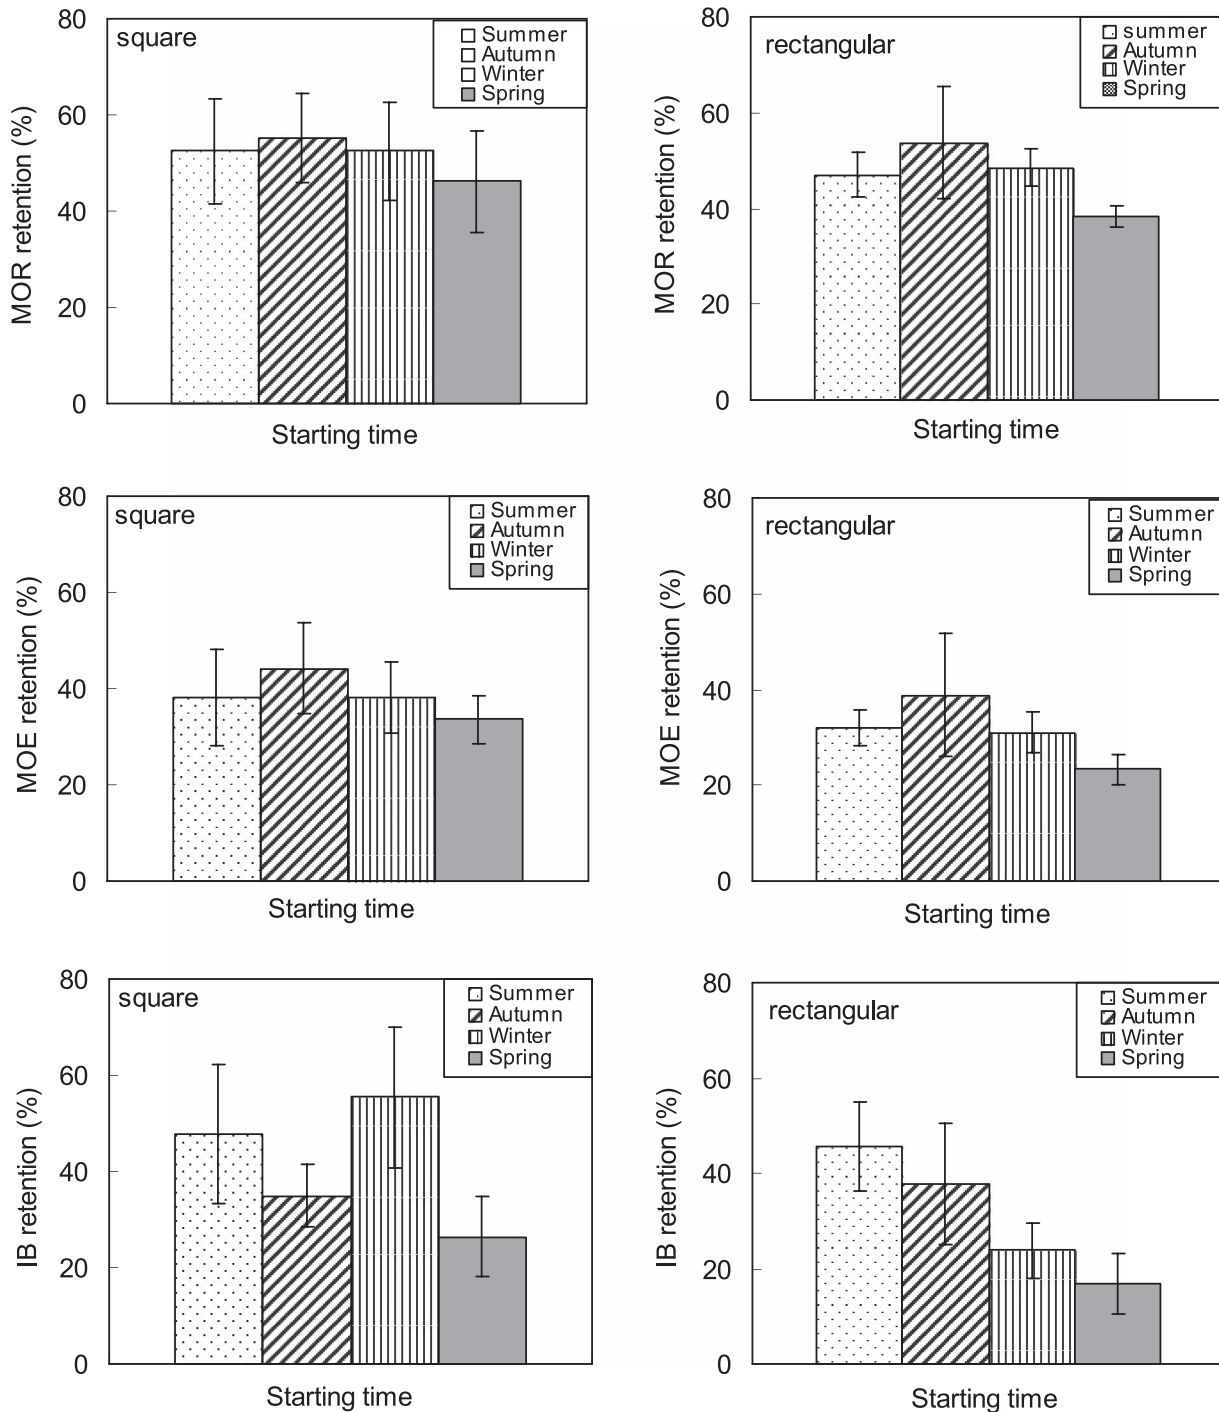 square
Summer
Autumn
Winter
Spring
80
60
40
20
0
MOR retention (%)
Starting time
rectangular
summer
Autumn
Winter
Spring
80
60
40
20
0
MOR retention (%)
Starting time
square
Summer
Autumn
Winter
Spring
80
60
40
20
0
MOE retention (%)
Starting time
rectangular
Summer
Autumn
Winter
Spring
80
60
40
20
0
MOE retention (%)
Starting time
square
Summer
Autumn
Winter
Spring
80
60
40
20
0
IB retention (%)
Starting time
rectangular
Summer
Autumn
Winter
Spring
80
60
40
20
0
IB retention (%)
Starting time